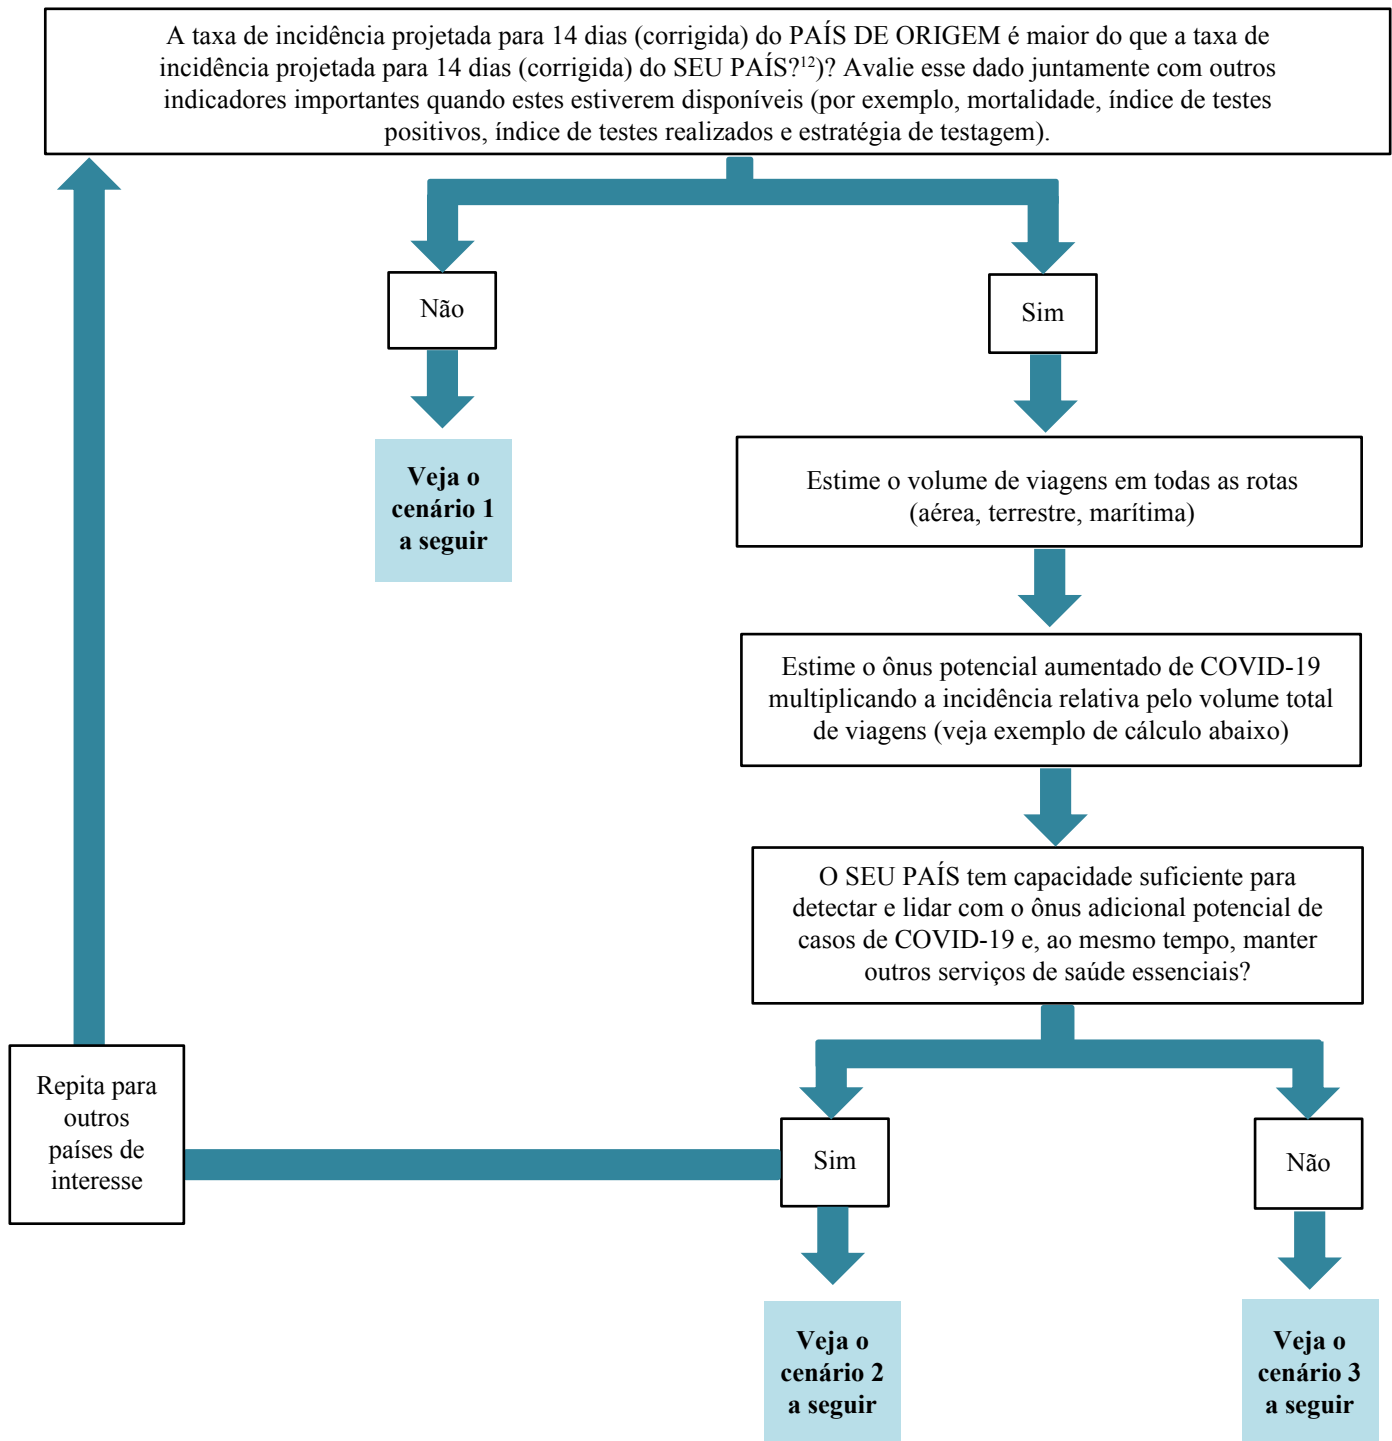 A taxa de incidência projetada para 14 dias (corrigida) do PAÍS DE ORIGEM é maior do que a taxa de
incidência projetada para 14 dias (corrigida) do SEU PAÍS?¹²)? Avalie esse dado juntamente com outros
indicadores importantes quando estes estiverem disponíveis (por exemplo, mortalidade, índice de testes
positivos, índice de testes realizados e estratégia de testagem).
Não
Sim
Veja o
cenário 1
a seguir
Estime o volume de viagens em todas as rotas
(aérea, terrestre, marítima)
Estime o ônus potencial aumentado de COVID-19
multiplicando a incidência relativa pelo volume total
de viagens (veja exemplo de cálculo abaixo)
O SEU PAÍS tem capacidade suficiente para
detectar e lidar com o ônus adicional potencial de
casos de COVID-19 e, ao mesmo tempo, manter
outros serviços de saúde essenciais?
Repita para
outros
países de
interesse
Sim
Não
Veja o
cenário 2
a seguir
Veja o
cenário 3
a seguir